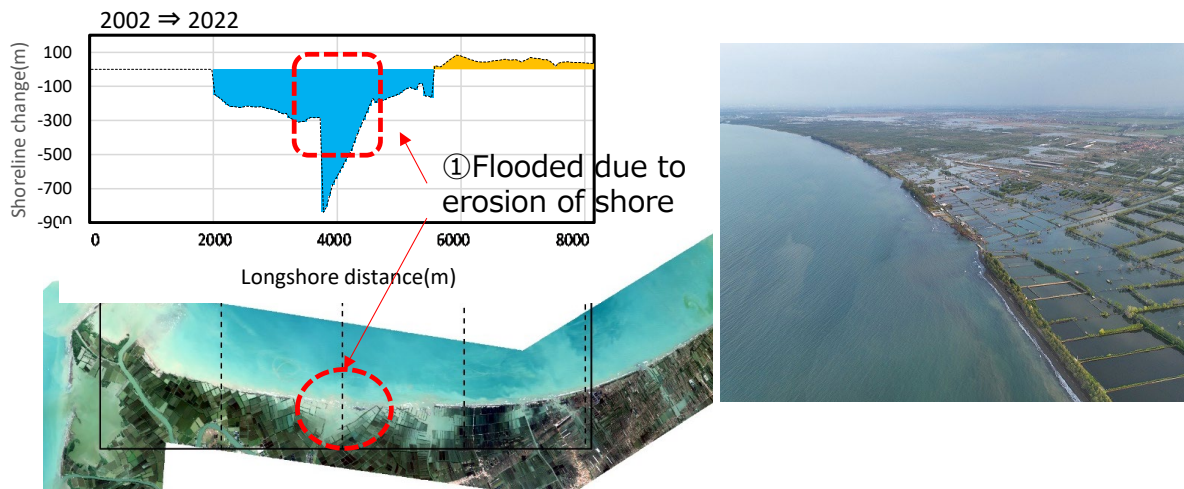 2002 ⇒ 2022
Shoreline change(m)
100
-100
-300
-500
-700
-900
0
2000
4000
6000
8000
Longshore distance(m)
①Flooded due to
erosion of shore